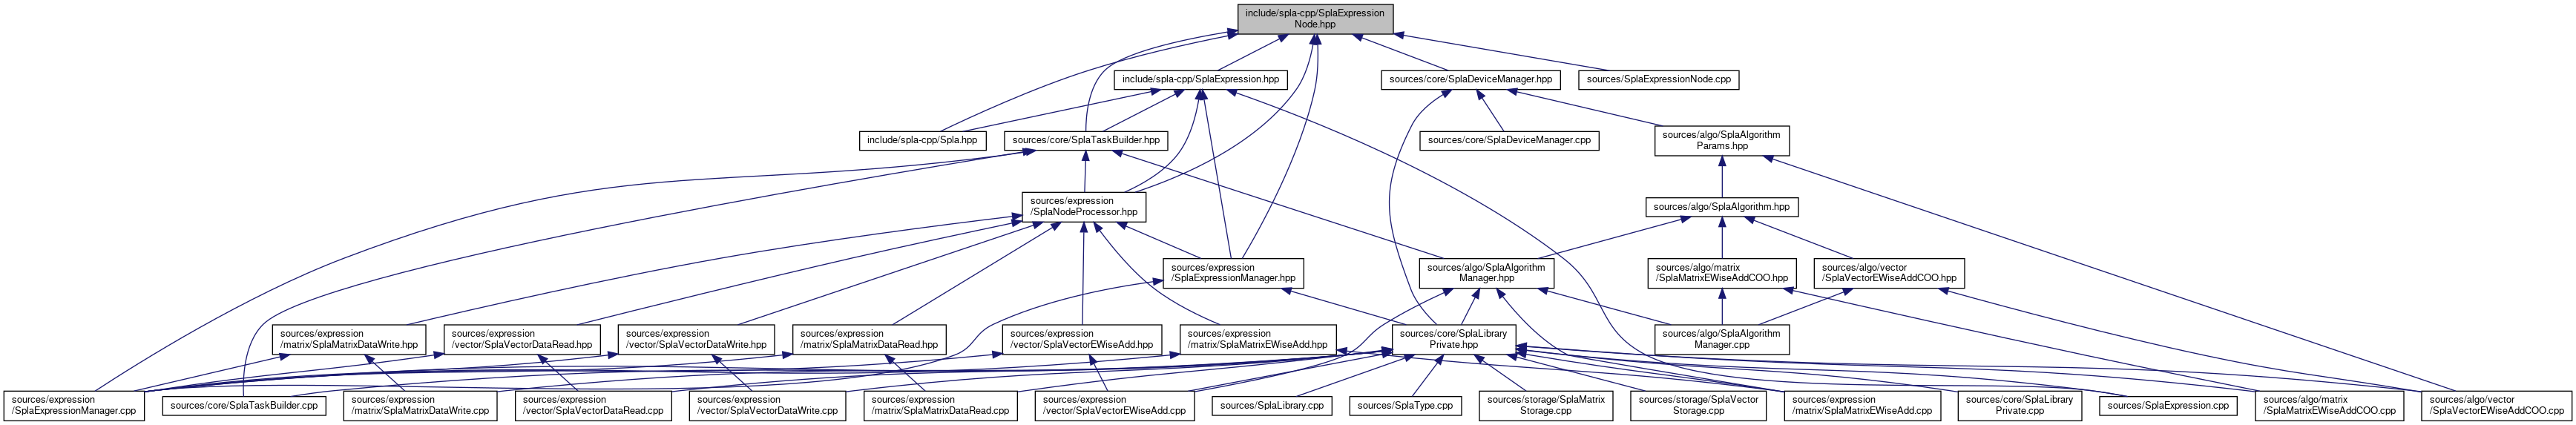 include/spla-cpp/SplaExpression
Node.hpp
include/spla-cpp/SplaExpression.hpp
sources/core/SplaDeviceManager.hpp
sources/SplaExpressionNode.cpp
include/spla-cpp/Spla.hpp
sources/core/SplaTaskBuilder.hpp
sources/core/SplaDeviceManager.cpp
sources/algo/SplaAlgorithm
Params.hpp
sources/expression
/SplaNodeProcessor.hpp
sources/algo/SplaAlgorithm.hpp
sources/expression
/SplaExpressionManager.hpp
sources/algo/SplaAlgorithm
Manager.hpp
sources/algo/matrix
/SplaMatrixEWiseAddCOO.hpp
sources/algo/vector
/SplaVectorEWiseAddCOO.hpp
sources/expression
/matrix/SplaMatrixDataWrite.hpp
sources/expression
/vector/SplaVectorDataRead.hpp
sources/expression
/vector/SplaVectorDataWrite.hpp
sources/expression
/matrix/SplaMatrixDataRead.hpp
sources/expression
/vector/SplaVectorEWiseAdd.hpp
sources/expression
/matrix/SplaMatrixEWiseAdd.hpp
sources/core/SplaLibrary
Private.hpp
sources/algo/SplaAlgorithm
Manager.cpp
sources/expression
/SplaExpressionManager.cpp
sources/core/SplaTaskBuilder.cpp
sources/expression
/matrix/SplaMatrixDataWrite.cpp
sources/expression
/vector/SplaVectorDataRead.cpp
sources/expression
/vector/SplaVectorDataWrite.cpp
sources/expression
/matrix/SplaMatrixDataRead.cpp
sources/expression
/vector/SplaVectorEWiseAdd.cpp
sources/SplaLibrary.cpp
sources/SplaType.cpp
sources/storage/SplaMatrix
Storage.cpp
sources/storage/SplaVector
Storage.cpp
sources/expression
/matrix/SplaMatrixEWiseAdd.cpp
sources/core/SplaLibrary
Private.cpp
sources/SplaExpression.cpp
sources/algo/matrix
/SplaMatrixEWiseAddCOO.cpp
sources/algo/vector
/SplaVectorEWiseAddCOO.cpp